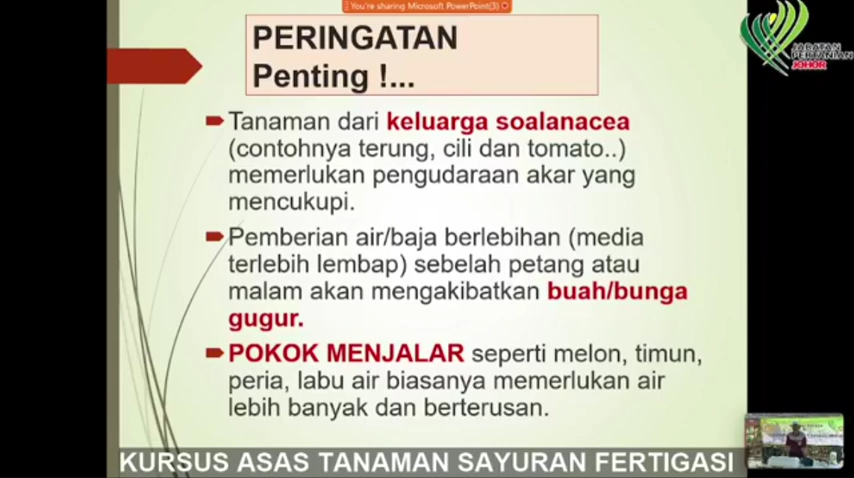 You're sharing Microsoft PowerPoint(3)
PERINGATAN
Penting !...
JABATAN
PERTANIAN
JOHOR
Tanaman dari keluarga soalanacea
(contohnya terung, cili dan tomato..)
memerlukan pengudaraan akar yang
mencukupi.
Pemberian air/baja berlebihan (media
terlebih lembap) sebelah petang atau
malam akan mengakibatkan buah/bunga
gugur.
POKOK MENJALAR seperti melon, timun,
peria, labu air biasanya memerlukan air
lebih banyak dan berterusan.
KURSUS ASAS TANAMAN SAYURAN FERTIGASI